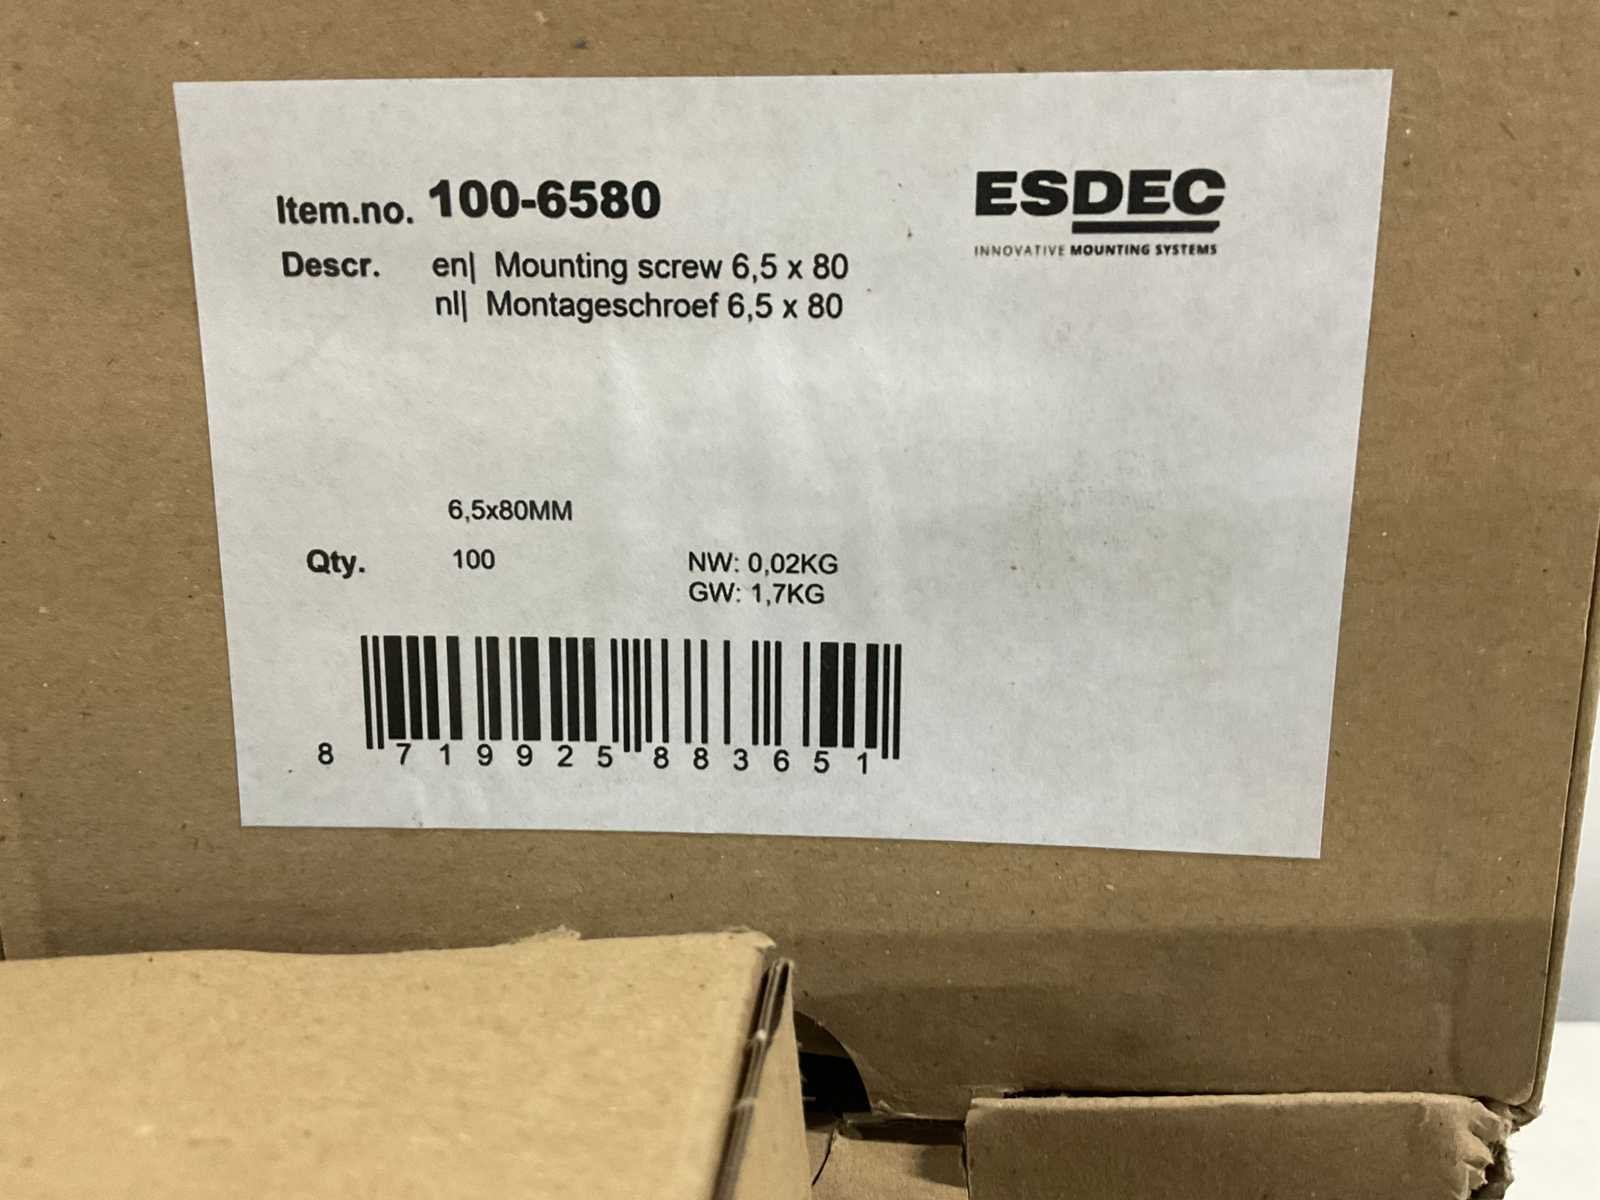 Item.no. 100-6580
ESDEC
INNOVATIVE MOUNTING SYSTEMS
Descr. en| Mounting screw 6,5 x 80
nl| Montageschroef 6,5 x 80
6,5x80MM
Qty. 100
NW: 0,02KG
GW: 1,7KG
8 719925 883651